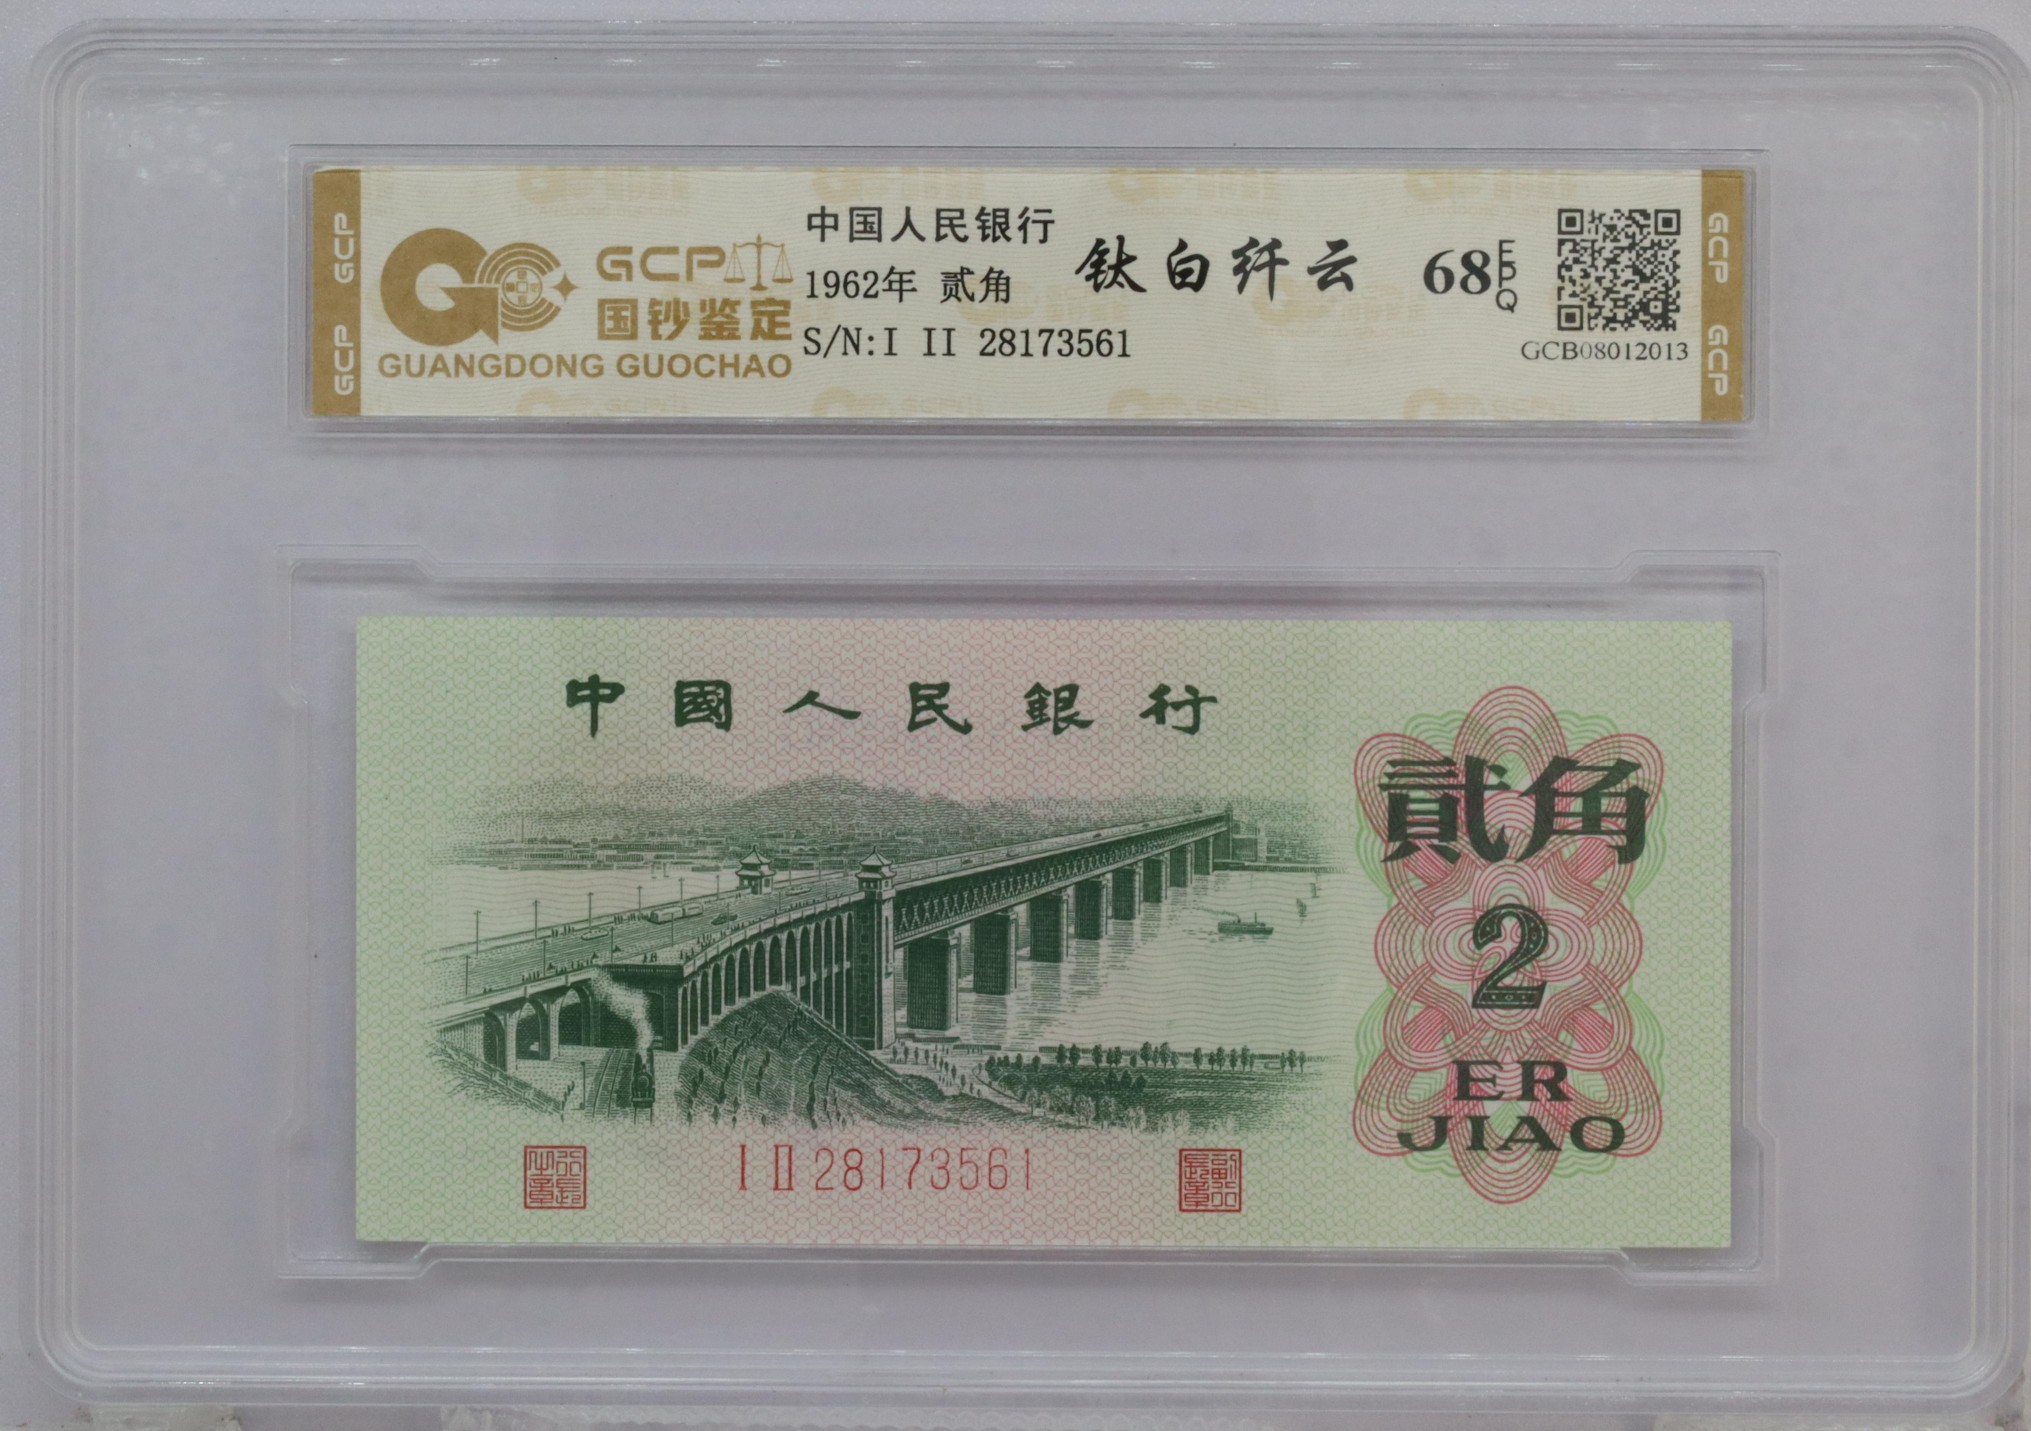 GCP GCP
GCP
国钞鉴定
GUANGDONG GUOCHAO
中国人民银行
1962年 贰角
S/N:I II 28173561
钛白纤云
68 EPQ
GCB08012013
GCP GCP
中國人民銀行
貳角
2
ER
JIAO
I II 28173561